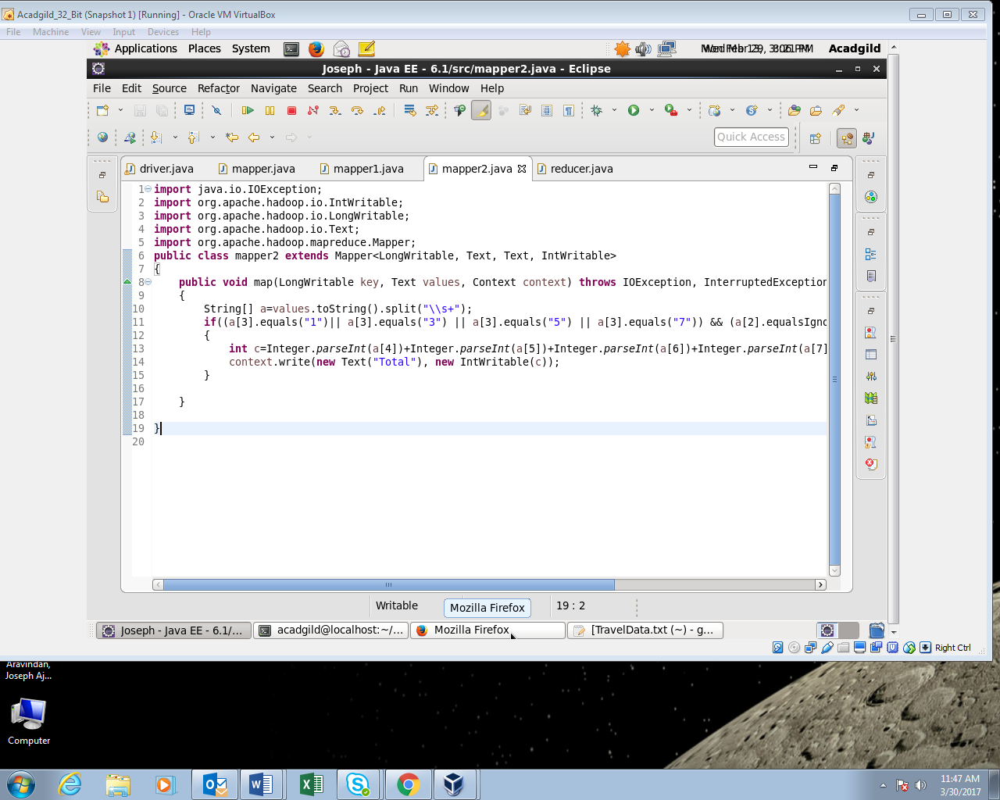 Acadgild_32_Bit (Snapshot 1) [Running] - Oracle VM VirtualBox
File Machine View Input Devices Help
Applications Places System Acadgild
Joseph - Java EE - 6.1/src/mapper2.java - Eclipse
File Edit Source Refactor Navigate Search Project Run Window Help
Quick Access
driver.java mapper.java mapper1.java mapper2.java reducer.java
1 import java.io.IOException;
2 import org.apache.hadoop.io.IntWritable;
3 import org.apache.hadoop.io.LongWritable;
4 import org.apache.hadoop.io.Text;
5 import org.apache.hadoop.mapreduce.Mapper;
6 public class mapper2 extends Mapper<LongWritable, Text, Text, IntWritable>
7 {
8 public void map(LongWritable key, Text values, Context context) throws IOException, InterruptedException
9 {
10 String[] a=values.toString().split("\\s+");
11 if((a[3].equals("1")|| a[3].equals("3") || a[3].equals("5") || a[3].equals("7")) && (a[2].equalsIgno
12 {
13 int c=Integer.parseInt(a[4])+Integer.parseInt(a[5])+Integer.parseInt(a[6])+Integer.parseInt(a[7]
14 context.write(new Text("Total"), new IntWritable(c));
15 }
16
17 }
18
19 }
20
Writable 19 : 2
Mozilla Firefox
Joseph - Java EE - 6.1/... acadgild@localhost:~/... Mozilla Firefox [TravelData.txt (~) - g...
Right Ctrl
Aravindan,
Joseph Aj...
Computer
11:47 AM
3/30/2017